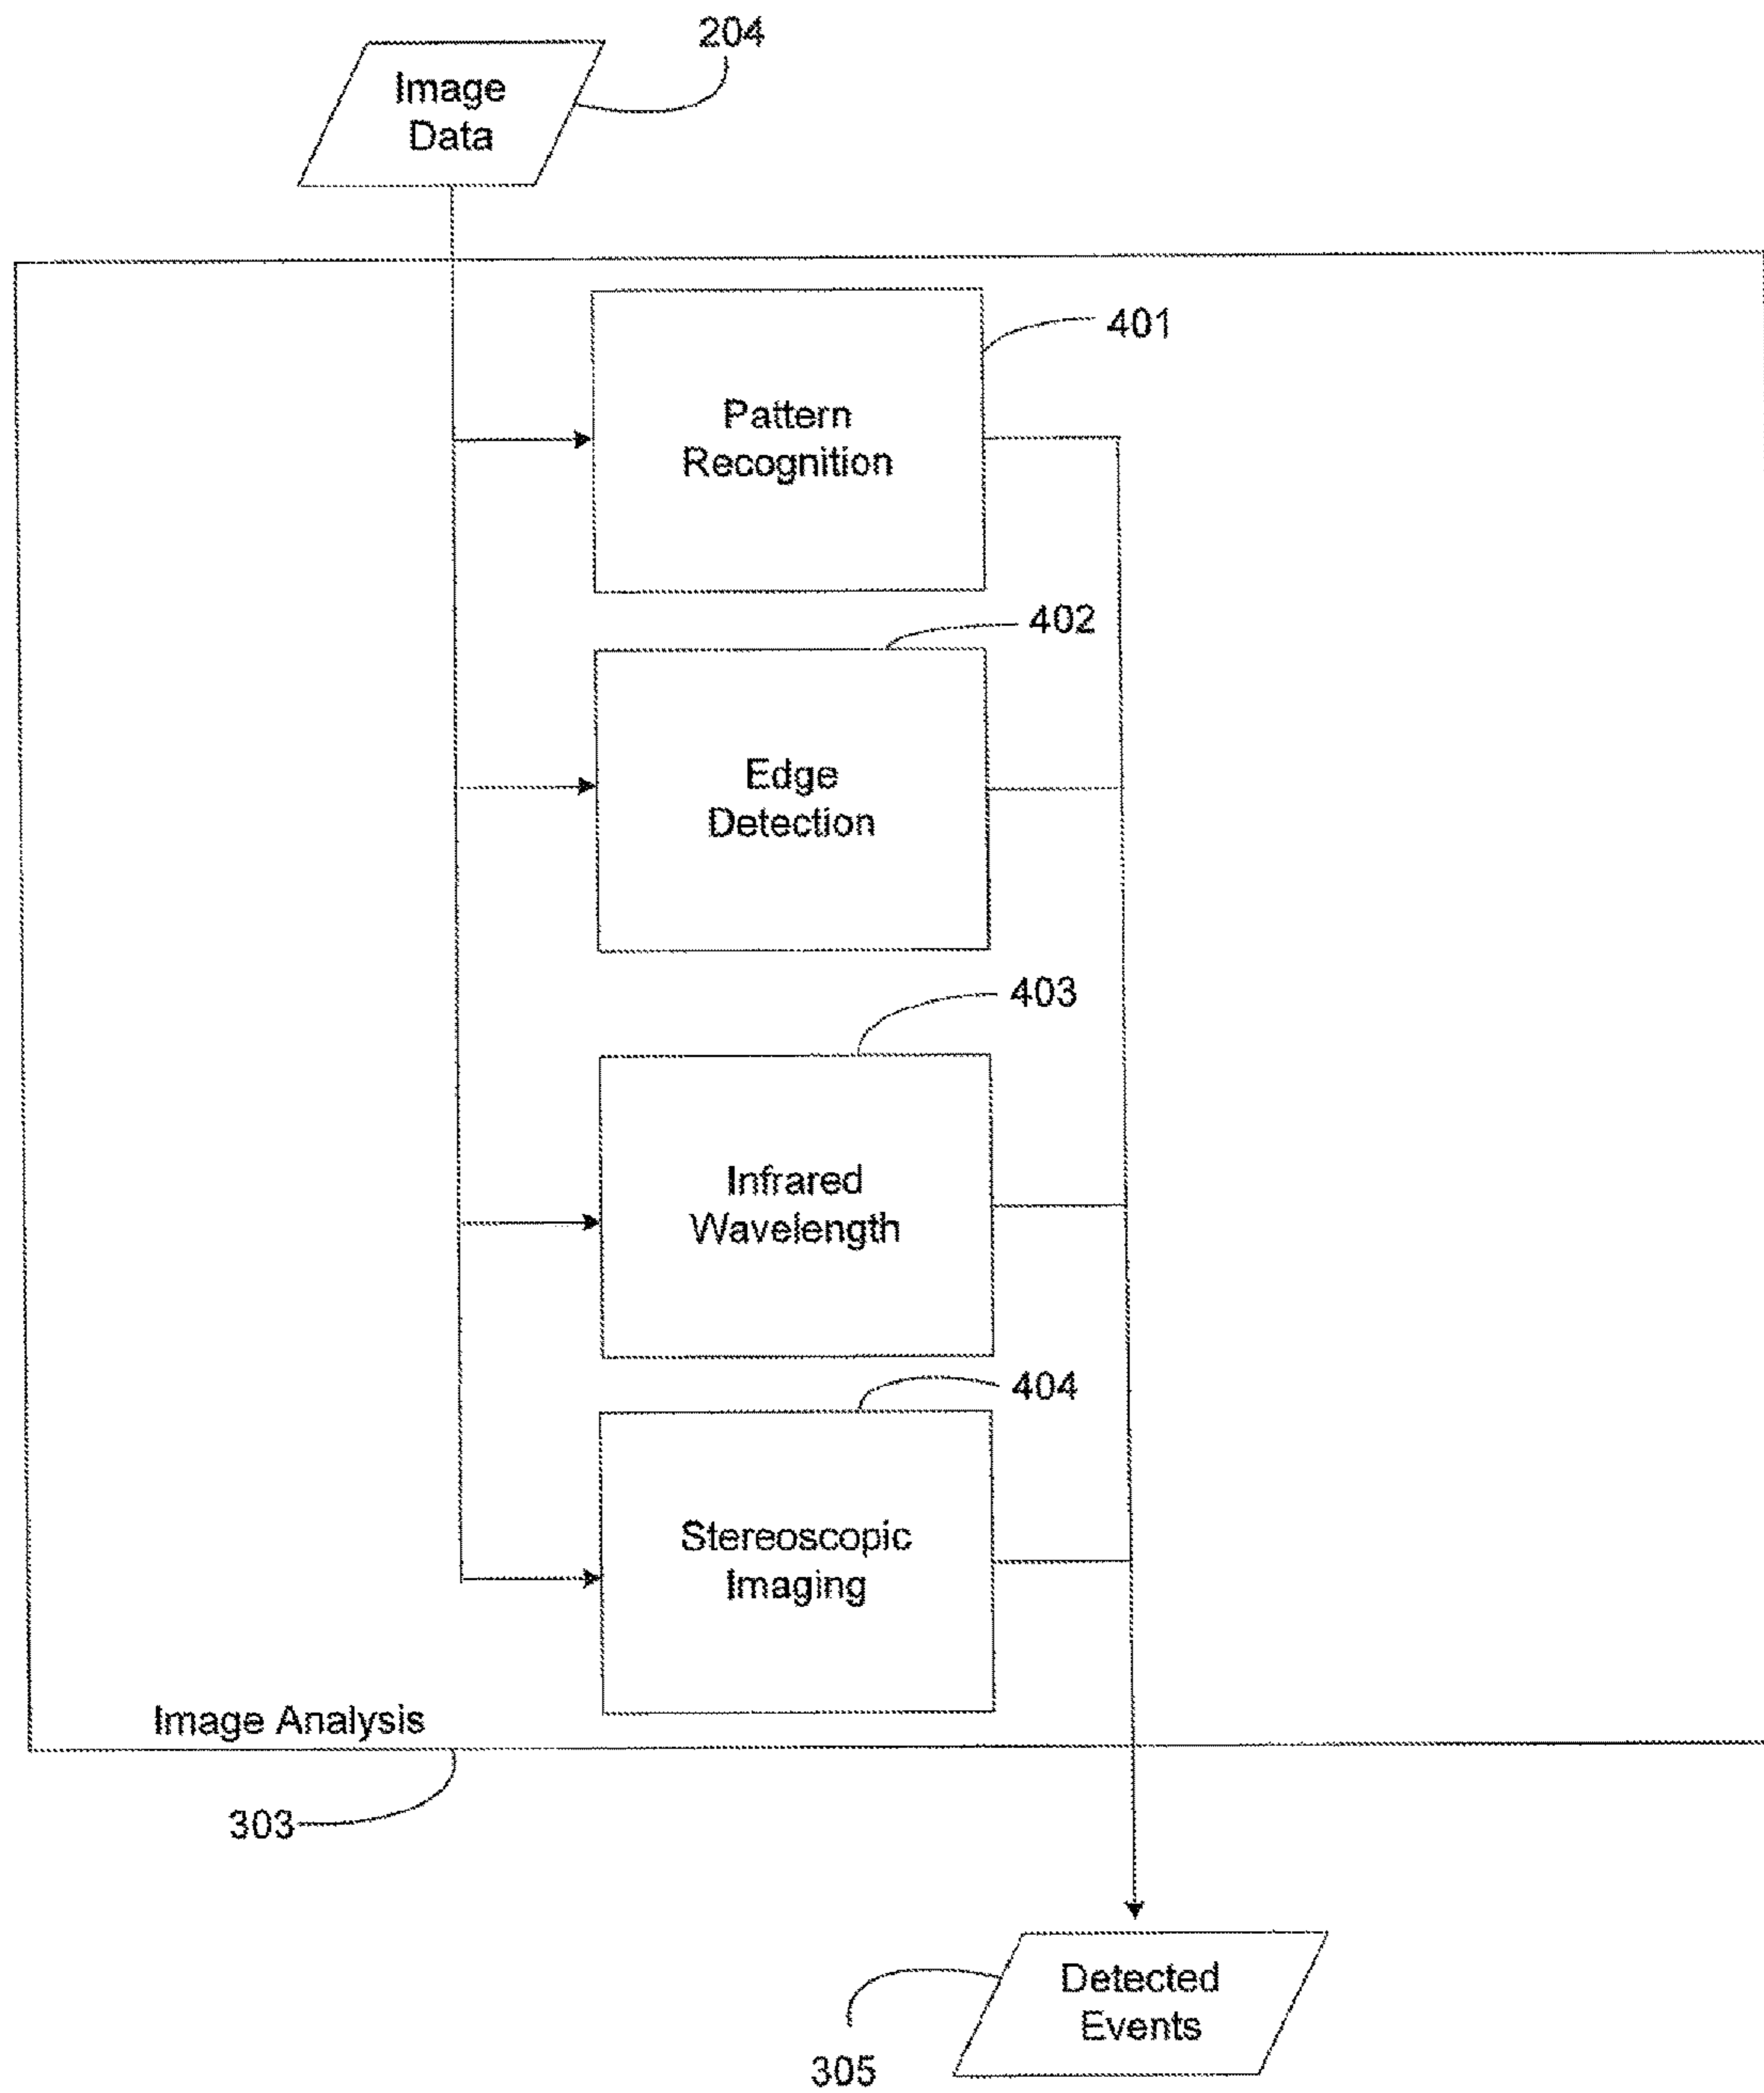 204
Image
Data
401
Pattern
Recognition
402
Edge
Detection
403
Infrared
Wavelength
404
Stereoscopic
Imaging
Image Analysis
303
Detected
Events
305